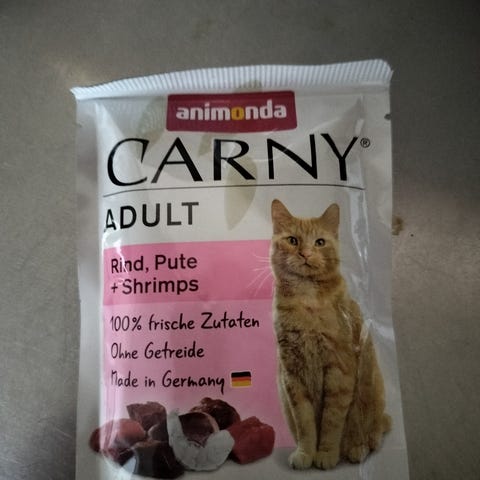 animonda
CARNY®
ADULT
Rind, Pute
+ Shrimps
100% frische Zutaten
Ohne Getreide
Made in Germany